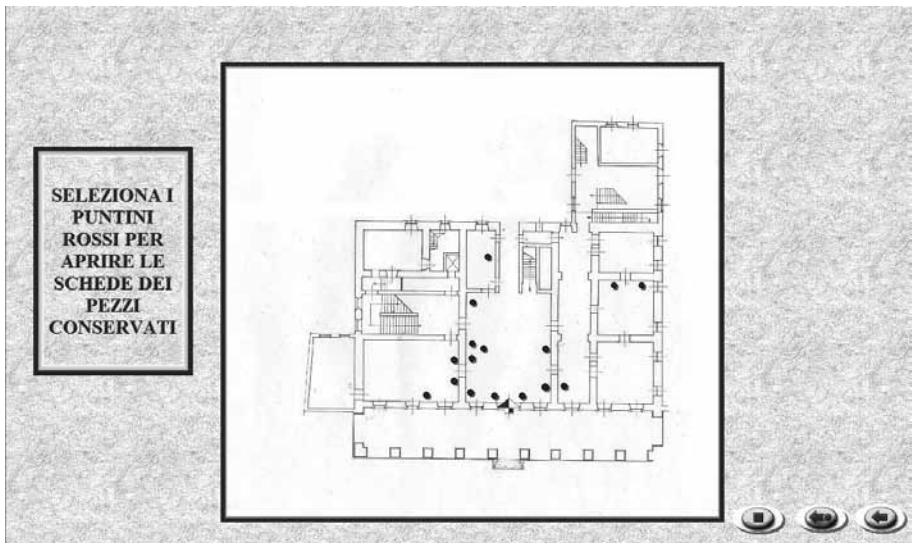 SELEZIONA I
PUNTINI
ROSSI PER
APRIRE LE
SCHEDE DEI
PEZZI
CONSERVATI